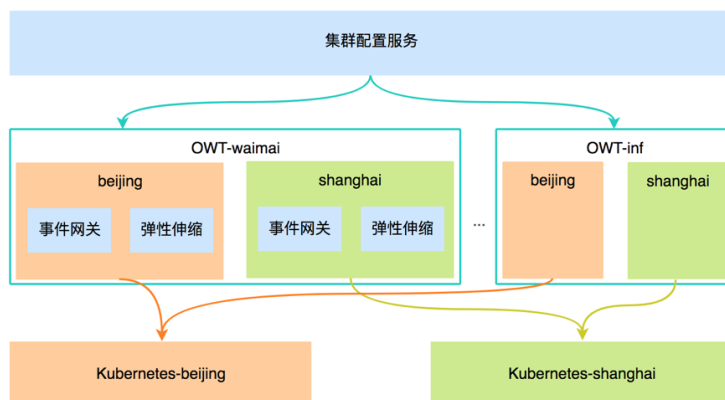 集群配置服务
OWT-waimai
beijing
事件网关
弹性伸缩
shanghai
事件网关
弹性伸缩
...
OWT-inf
beijing
shanghai
Kubernetes-beijing
Kubernetes-shanghai